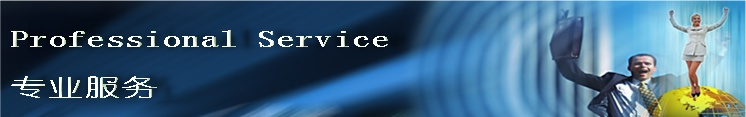 Professional Service
专业服务